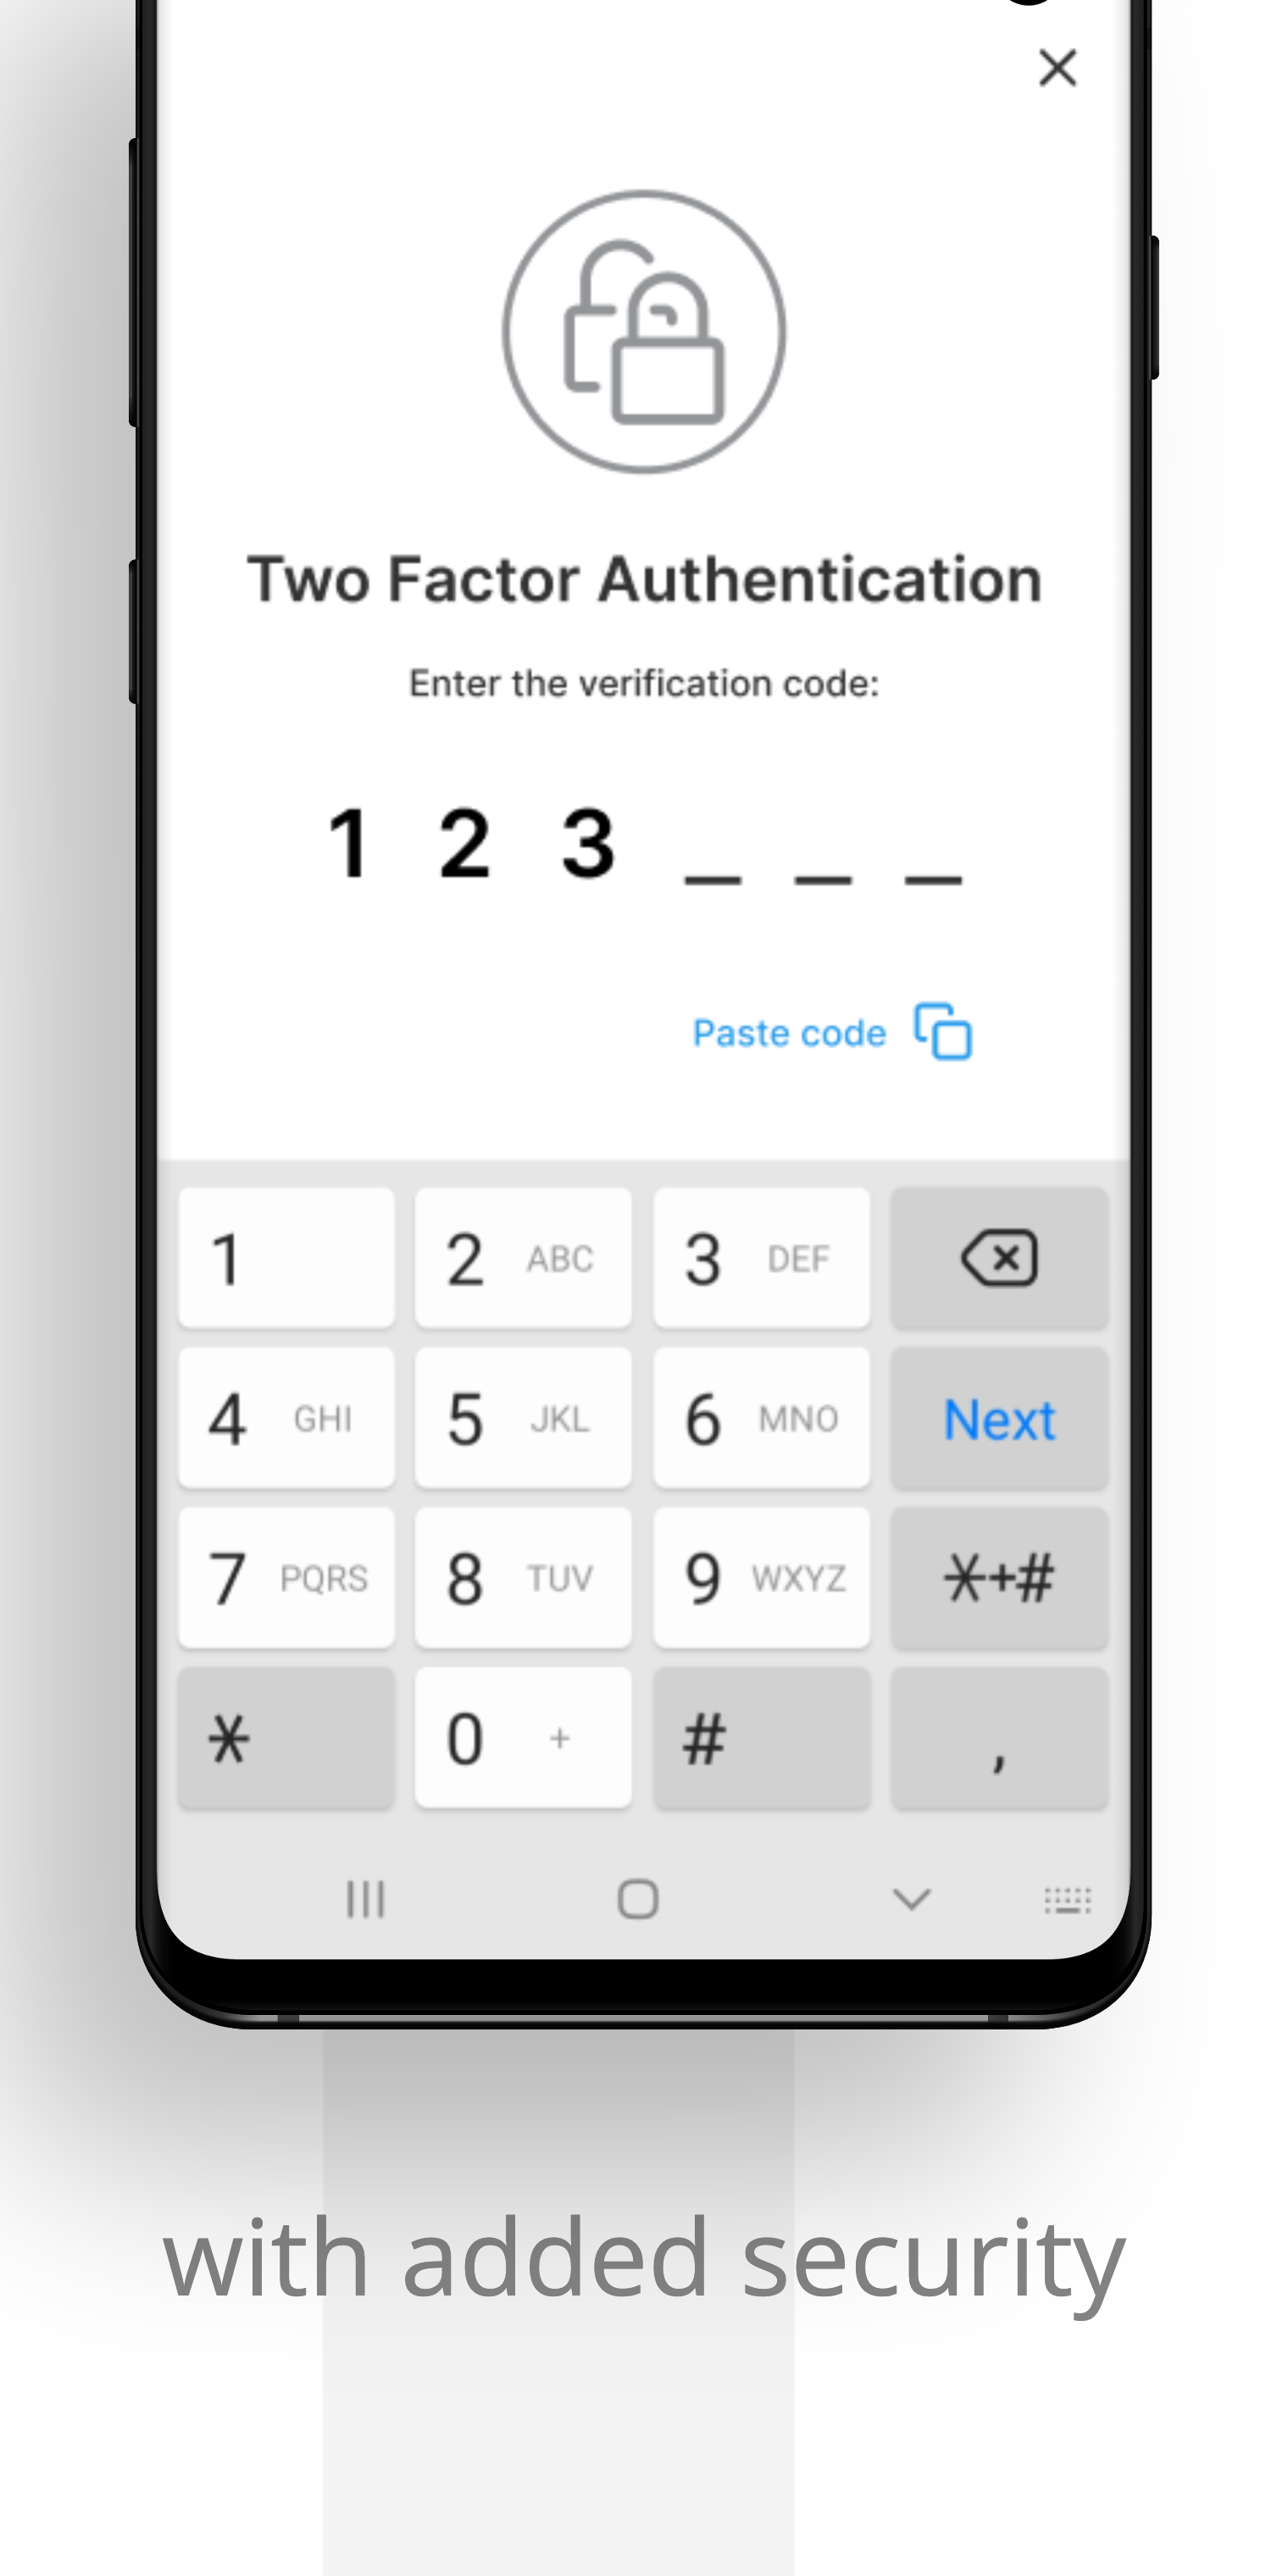 Two Factor Authentication
Enter the verification code:
1 2 3 _ _ _
Paste code
1 2 ABC 3 DEF
4 GHI 5 JKL 6 MNO Next
7 PQRS 8 TUV 9 WXYZ *+#
* 0 + # ,
with added security